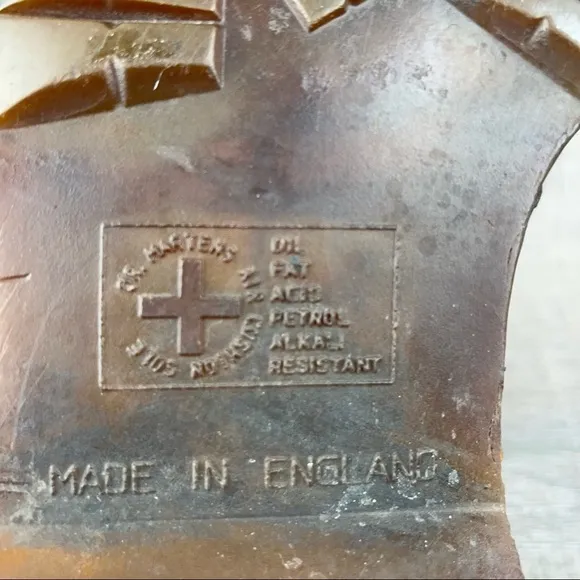 DR. MARTENS AIR CUSHION SOLE
OIL
FAT
ACID
PETROL
ALKALI
RESISTANT
MADE IN ENGLAND